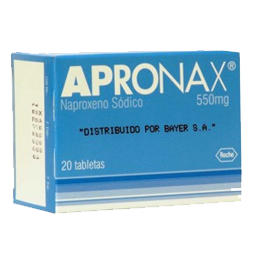 APRONAX®
Naproxeno Sódico
550mg
"DISTRIBUIDO POR BAYER S.A."
20 tabletas
Roche